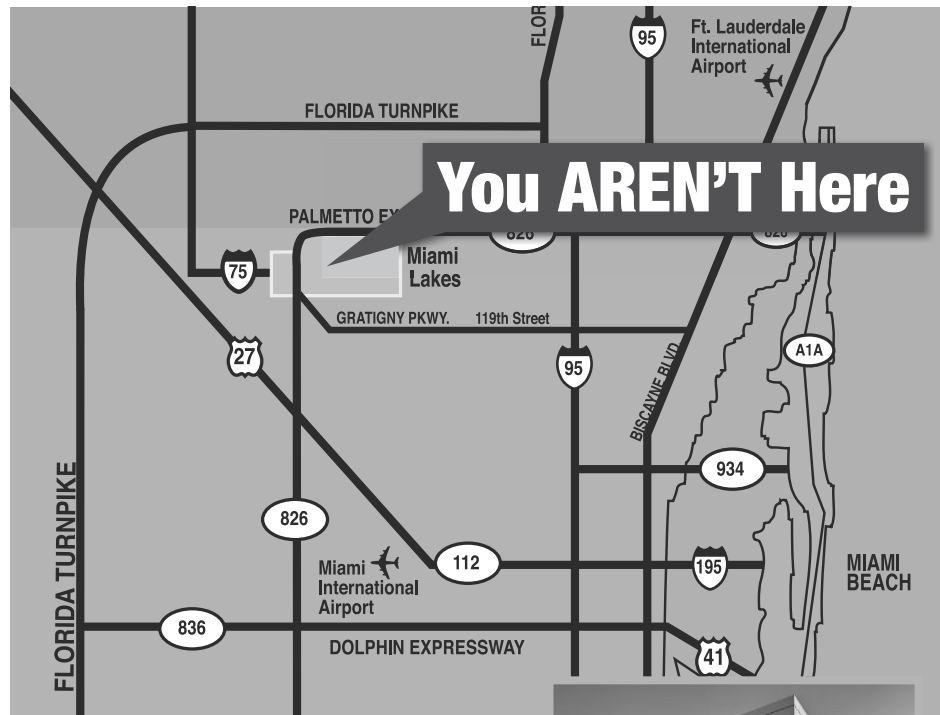 FLOR
95
Ft. Lauderdale
International
Airport
FLORIDA TURNPIKE
You AREN'T Here
PALMETTO EX
826
826
Miami
Lakes
75
GRATIGNY PKWY. 119th Street
27
95
A1A
BISCAYNE BLVD
934
FLORIDA TURNPIKE
826
Miami
International
Airport
112
195
MIAMI
BEACH
836
DOLPHIN EXPRESSWAY
41